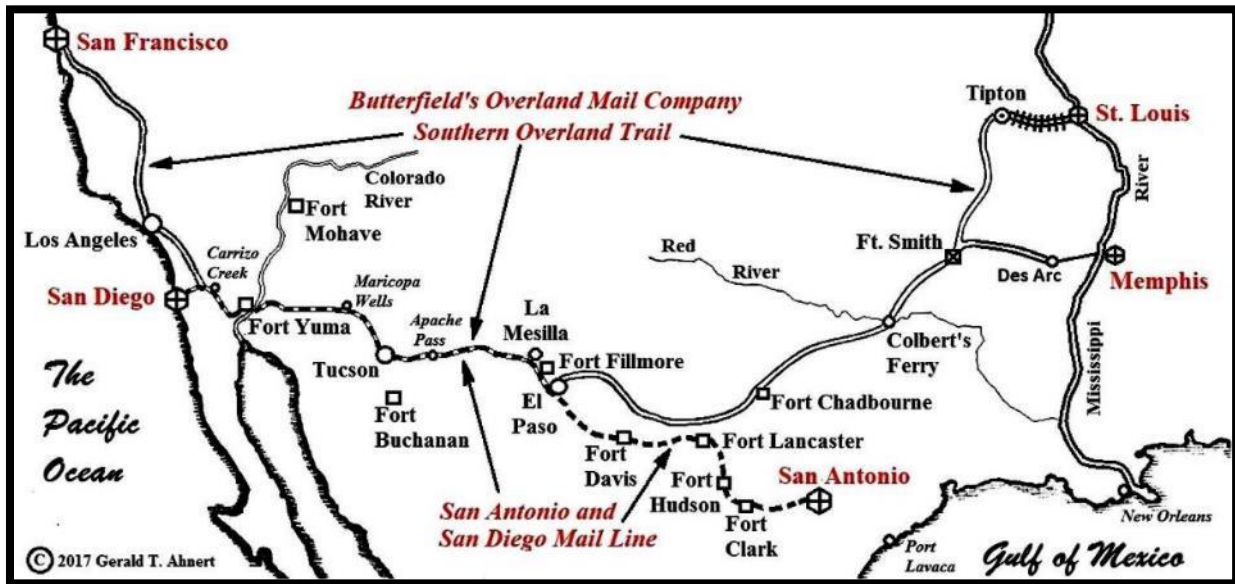 San Francisco
Butterfield's Overland Mail Company
Southern Overland Trail
Tipton
St. Louis
Colorado
River
Fort
Mohave
River
Los Angeles
Carrizo
Creek
Red
River
Ft. Smith
Des Arc
Memphis
San Diego
Maricopa
Wells
Fort Yuma
Apache
Pass
La
Mesilla
Colbert's
Ferry
Tucson
Fort Fillmore
The
Pacific
Ocean
Fort
Buchanan
El
Paso
Fort Chadbourne
Mississippi
Fort
Davis
Fort Lancaster
Fort
Hudson
San Antonio
San Antonio and
San Diego Mail Line
Fort
Clark
New Orleans
Port
Lavaca
Gulf of Mexico
© 2017 Gerald T. Ahnert